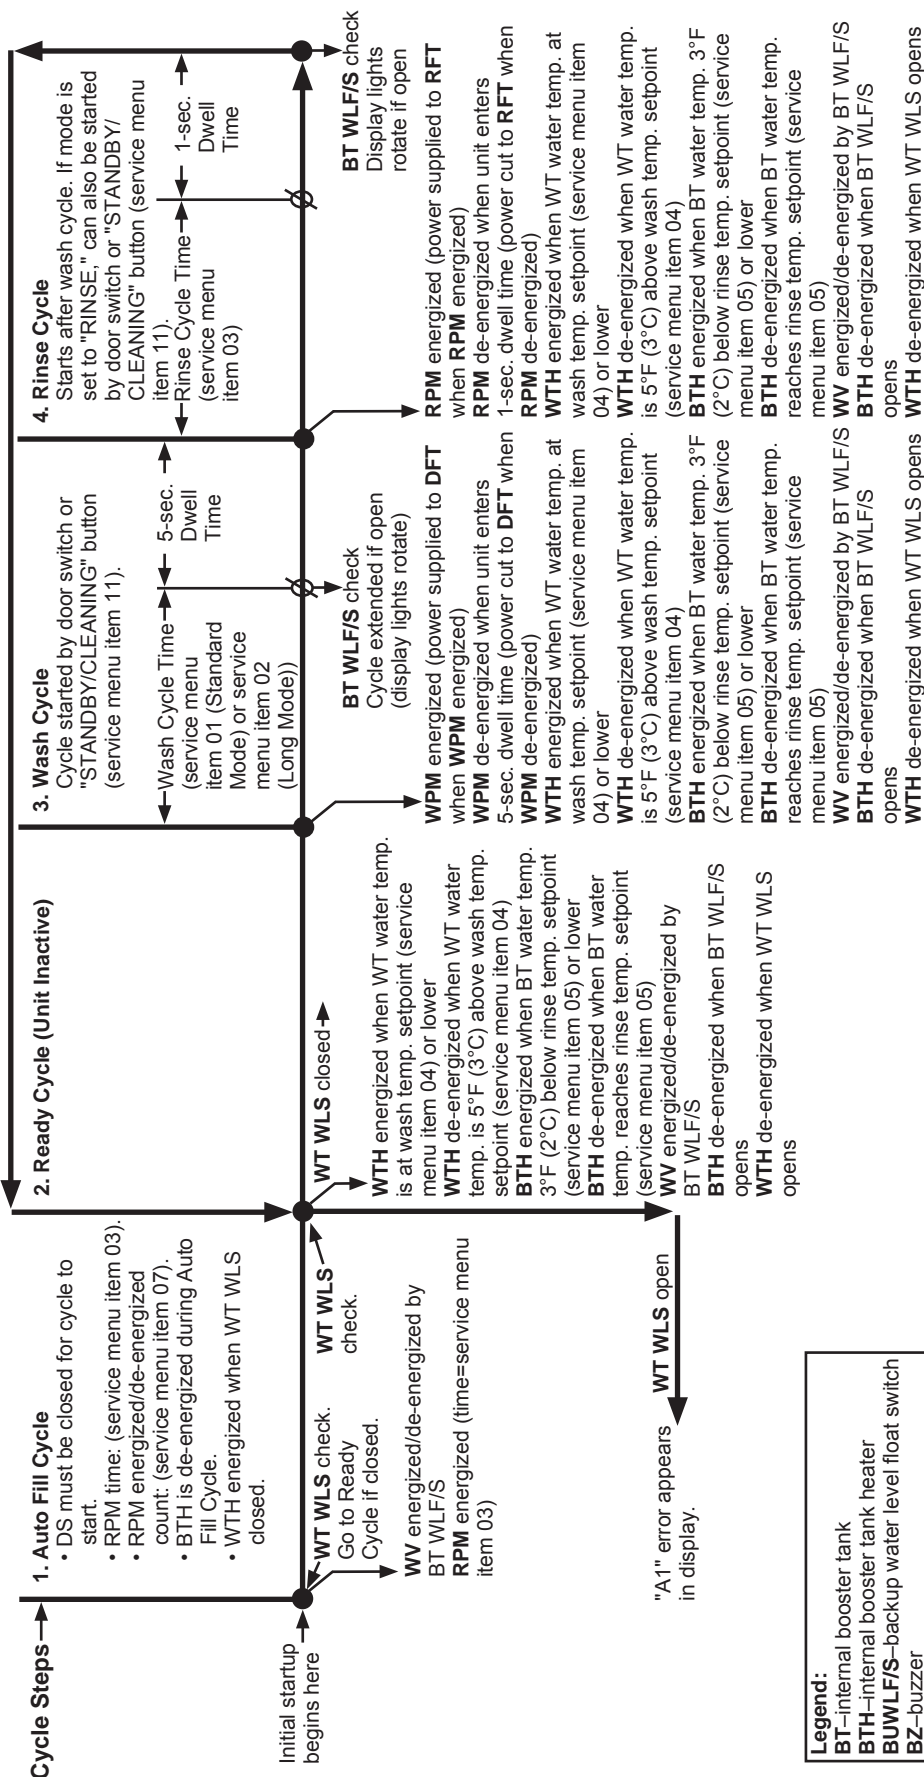 Cycle Steps
1. Auto Fill Cycle
• DS must be closed for cycle to
start.
• RPM time: (service menu item 03).
• RPM energized/de-energized
count: (service menu item 07).
• BTH is de-energized during Auto
Fill Cycle.
• WTH energized when WT WLS
closed.
Initial startup
begins here
WT WLS check.
Go to Ready
Cycle if closed.
WV energized/de-energized by
BT WLF/S
RPM energized (time=service menu
item 03)
2. Ready Cycle (Unit Inactive)
WT WLS
check.
WT WLS closed
WTH energized when WT water temp.
is at wash temp. setpoint (service
menu item 04) or lower
WTH de-energized when WT water
temp. is 5°F (3°C) above wash temp.
setpoint (service menu item 04)
BTH energized when BT water temp.
3°F (2°C) below rinse temp. setpoint
(service menu item 05) or lower
BTH de-energized when BT water
temp. reaches rinse temp. setpoint
(service menu item 05)
WV energized/de-energized by
BT WLF/S
BTH de-energized when BT WLF/S
opens
WTH de-energized when WT WLS
opens
WT WLS open
"A1" error appears
in display.
3. Wash Cycle
Cycle started by door switch or
"STANDBY/CLEANING" button
(service menu item 11).
Wash Cycle Time
(service menu
item 01 (Standard
Mode) or service
menu item 02
(Long Mode))
5-sec.
Dwell
Time
BT WLF/S check
Cycle extended if open
(display lights rotate)
WPM energized (power supplied to DFT
when WPM energized)
WPM de-energized when unit enters
5-sec. dwell time (power cut to DFT when
WPM de-energized)
WTH energized when WT water temp. at
wash temp. setpoint (service menu item
04) or lower
WTH de-energized when WT water temp.
is 5°F (3°C) above wash temp. setpoint
(service menu item 04)
BTH energized when BT water temp. 3°F
(2°C) below rinse temp. setpoint (service
menu item 05) or lower
BTH de-energized when BT water temp.
reaches rinse temp. setpoint (service
menu item 05)
WV energized/de-energized by BT WLF/S
BTH de-energized when BT WLF/S
opens
WTH de-energized when WT WLS opens
4. Rinse Cycle
Starts after wash cycle. If mode is
set to "RINSE," can also be started
by door switch or "STANDBY/
CLEANING" button (service menu
item 11).
Rinse Cycle Time
(service menu
item 03)
1-sec.
Dwell
Time
BT WLF/S check
Display lights
rotate if open
RPM energized (power supplied to RFT
when RPM energized)
RPM de-energized when unit enters
1-sec. dwell time (power cut to RFT when
RPM de-energized)
WTH energized when WT water temp. at
wash temp. setpoint (service menu item
04) or lower
WTH de-energized when WT water temp.
is 5°F (3°C) above wash temp. setpoint
(service menu item 04)
BTH energized when BT water temp. 3°F
(2°C) below rinse temp. setpoint (service
menu item 05) or lower
BTH de-energized when BT water temp.
reaches rinse temp. setpoint (service
menu item 05)
WV energized/de-energized by BT WLF/S
BTH de-energized when BT WLF/S
opens
WTH de-energized when WT WLS opens
Legend:
BT–internal booster tank
BTH–internal booster tank heater
BUWLF/S–backup water level float switch
BZ–buzzer